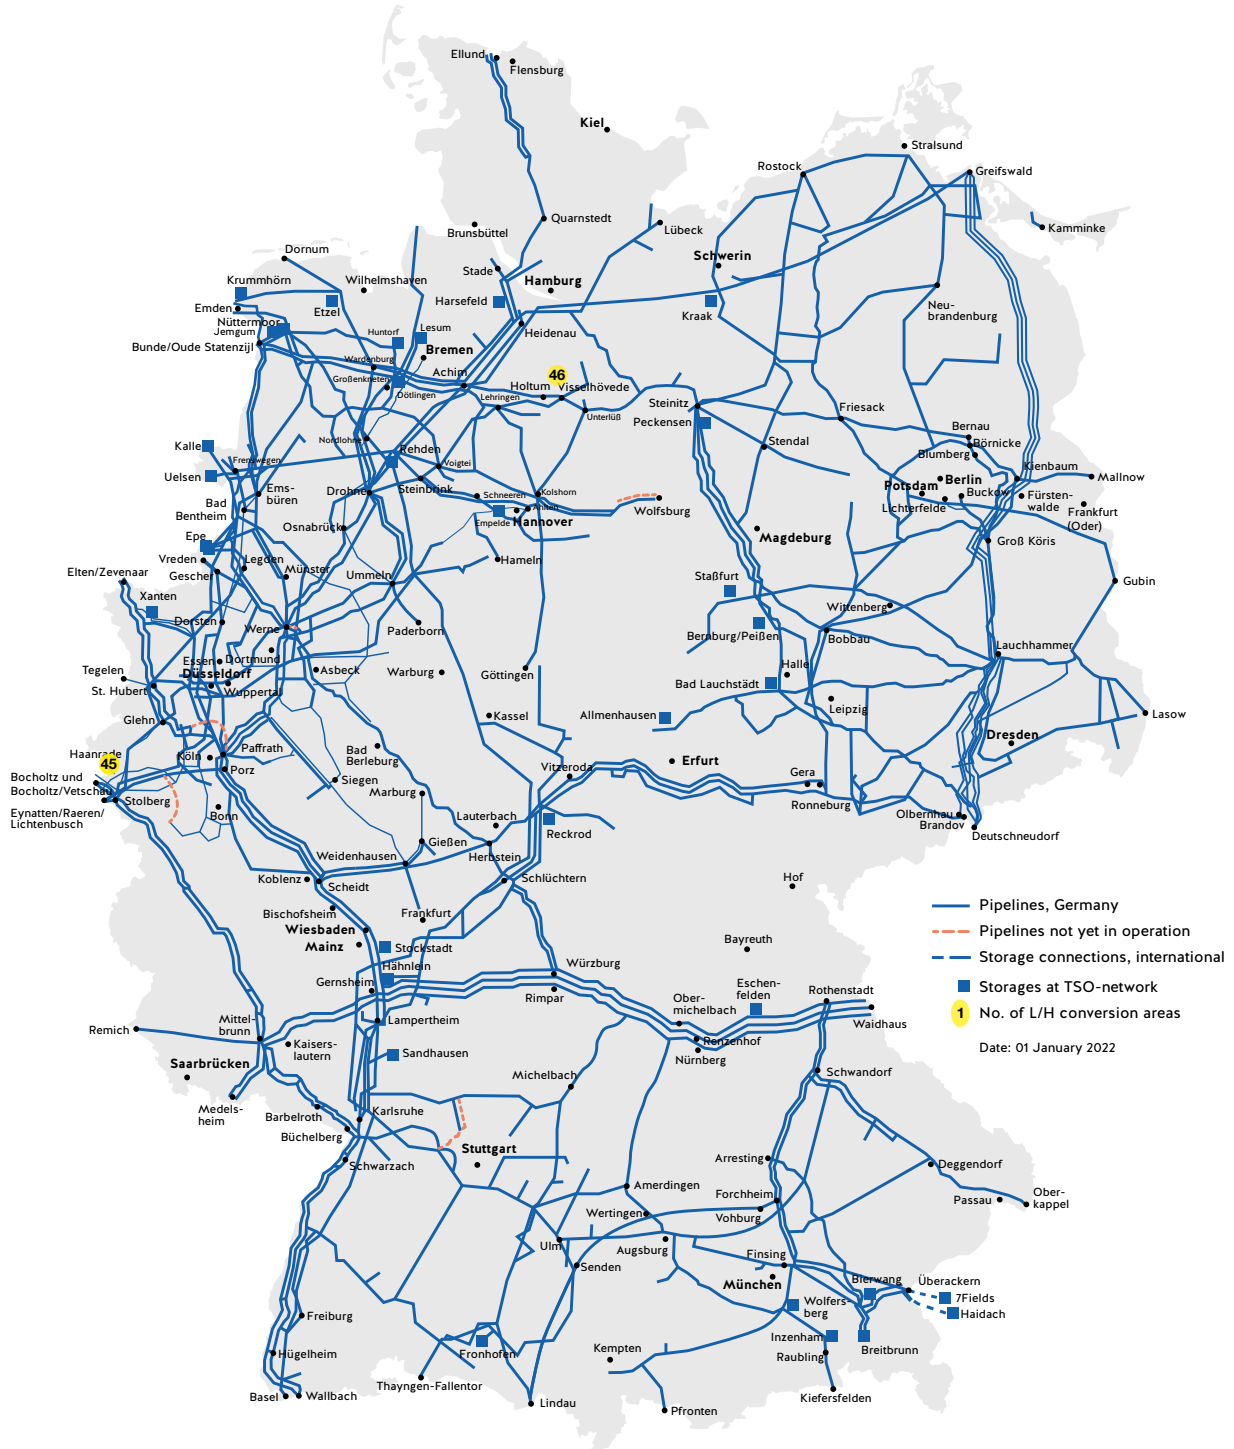 Ellund
Flensburg
Kiel
Stralsund
Rostock
Greifswald
Quarnstedt
Brunsbüttel
Lübeck
Kamminke
Dornum
Schwerin
Stade
Hamburg
Krummhörn
Wilhelmshaven
Emden
Etzel
Harsefeld
Kraak
Neu-
brandenburg
Nüttermoor
Jemgum
Huntorf
Lesum
Heidenau
Bunde/Oude Statenzijl
Bremen
Wardenburg
Großenkneten
Achim
46
Dötlingen
Holtum
Visselhövede
Lehringen
Unterlüß
Steinitz
Peckensen
Friesack
Bernau
Börnicke
Blumberg
Nordlohne
Kalle
Rehden
Stendal
Frenswegen
Voigtei
Uelsen
Kienbaum
Mallnow
Potsdam
Berlin
Ems-
büren
Drohne
Steinbrink
Schneeren
Kolshorn
Buckow
Fürsten-
walde
Lichterfelde
Frankfurt
(Oder)
Bad
Bentheim
Ahnen
Empelde
Hannover
Wolfsburg
Osnabrück
Magdeburg
Groß Köris
Epe
Vreden
Legden
Hameln
Elten/Zevenaar
Gescher
Münster
Ummeln
Staßfurt
Gubin
Xanten
Wittenberg
Dorsten
Werne
Paderborn
Bernburg/Peißen
Bobbau
Lauchhammer
Essen
Dortmund
Tegelen
Düsseldorf
Asbeck
Warburg
Göttingen
Halle
Bad Lauchstädt
St. Hubert
Wuppertal
Leipzig
Glehn
Kassel
Allmenhausen
Lasow
Dresden
Haanrade
45
Köln
Paffrath
Bad
Berleburg
Erfurt
Bocholtz und
Bocholtz/Vetschau
Porz
Siegen
Vitzeroda
Gera
Marburg
Stolberg
Ronneburg
Eynatten/Raeren/
Lichtenbusch
Bonn
Lauterbach
Reckrod
Olbernhau
Brandov
Deutschneudorf
Gießen
Weidenhausen
Herbstein
Koblenz
Scheidt
Schlüchtern
Hof
Bischofsheim
Frankfurt
Wiesbaden
Mainz
Stockstadt
Bayreuth
Hähnlein
Würzburg
Gernsheim
Rimpar
Eschen-
felden
Rothenstadt
Ober-
michelbach
Waidhaus
Remich
Mittel-
brunn
Lampertheim
Kaisers-
lautern
Renzenhof
Nürnberg
Saarbrücken
Sandhausen
Michelbach
Schwandorf
Medels-
heim
Barbelroth
Karlsruhe
Büchelberg
Stuttgart
Schwarzach
Arresting
Deggendorf
Amerdingen
Forchheim
Passau
Ober-
kappel
Wertingen
Vohburg
Ulm
Augsburg
Senden
Finsing
München
Bierwang
Überackern
7Fields
Haidach
Wolfers-
berg
Freiburg
Inzenham
Breitbrunn
Hügelheim
Fronhofen
Kempten
Raubling
Thayngen-Fallentor
Basel
Wallbach
Lindau
Pfronten
Kiefersfelden
Pipelines, Germany
Pipelines not yet in operation
Storage connections, international
Storages at TSO-network
1
No. of L/H conversion areas
Date: 01 January 2022